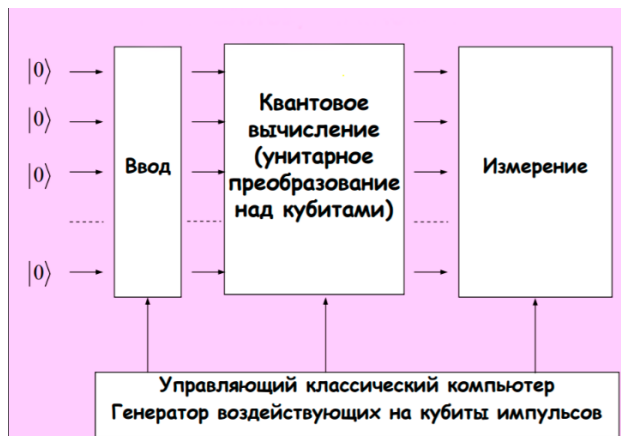 |0⟩
|0⟩
|0⟩
|0⟩
Ввод
Квантовое
вычисление
(унитарное
преобразование
над кубитами)
Измерение
Управляющий классический компьютер
Генератор воздействующих на кубиты импульсов